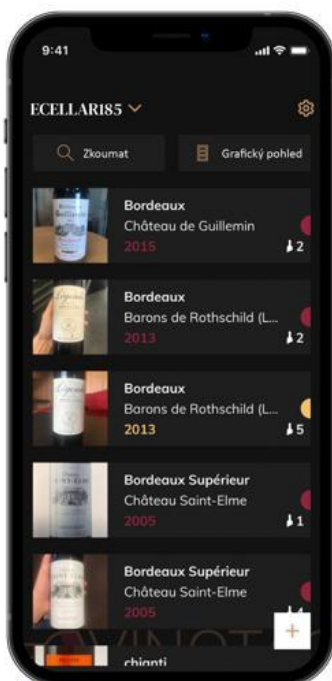 9:41
ECELLAR185
Zkoumat
Grafický pohled
Bordeaux
Château de Guillemin
2015
2
Bordeaux
Barons de Rothschild (L...
2013
2
Bordeaux
Barons de Rothschild (L...
2013
5
Bordeaux Supérieur
Château Saint-Elme
2005
1
Bordeaux Supérieur
Château Saint-Elme
2005
+
chianti